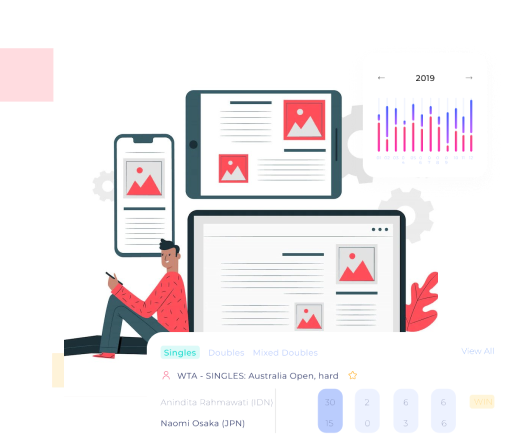 ← 2019 →
Singles Doubles Mixed Doubles View All
WTA - SINGLES: Australia Open, hard
Anindita Rahmawati (IDN) 30 2 6 6 WIN
Naomi Osaka (JPN) 15 0 3 6